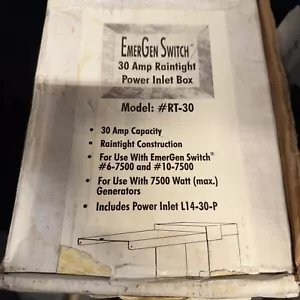 EMERGEN SWITCH®
30 Amp Raintight
Power Inlet Box
Model: #RT-30
• 30 Amp Capacity
• Raintight Construction
• For Use With EmerGen Switch®
#6-7500 and #10-7500
• For Use With 7500 Watt (max.)
Generators
• Includes Power Inlet L14-30-P